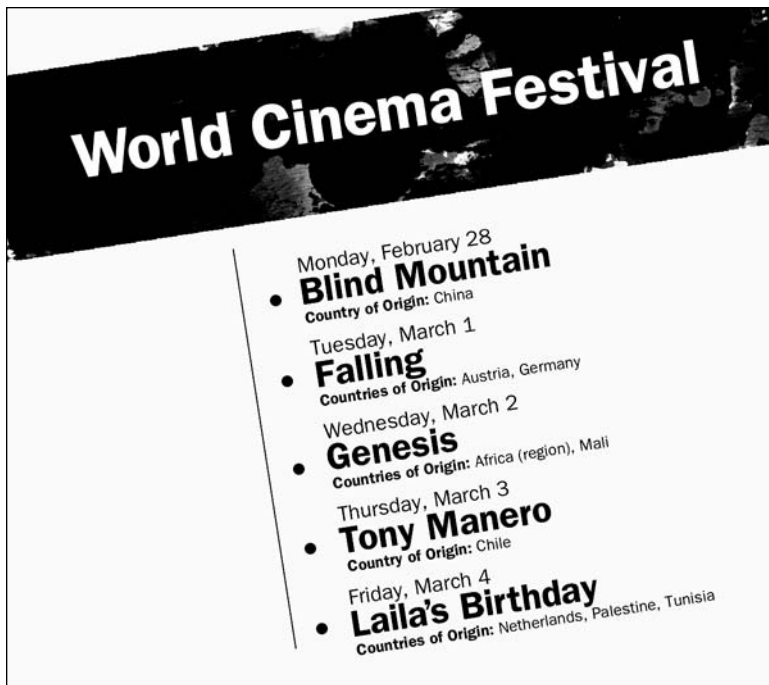 World Cinema Festival
Monday, February 28
Blind Mountain
Country of Origin: China
Tuesday, March 1
Falling
Countries of Origin: Austria, Germany
Wednesday, March 2
Genesis
Countries of Origin: Africa (region), Mali
Thursday, March 3
Tony Manero
Country of Origin: Chile
Friday, March 4
Laila's Birthday
Countries of Origin: Netherlands, Palestine, Tunisia